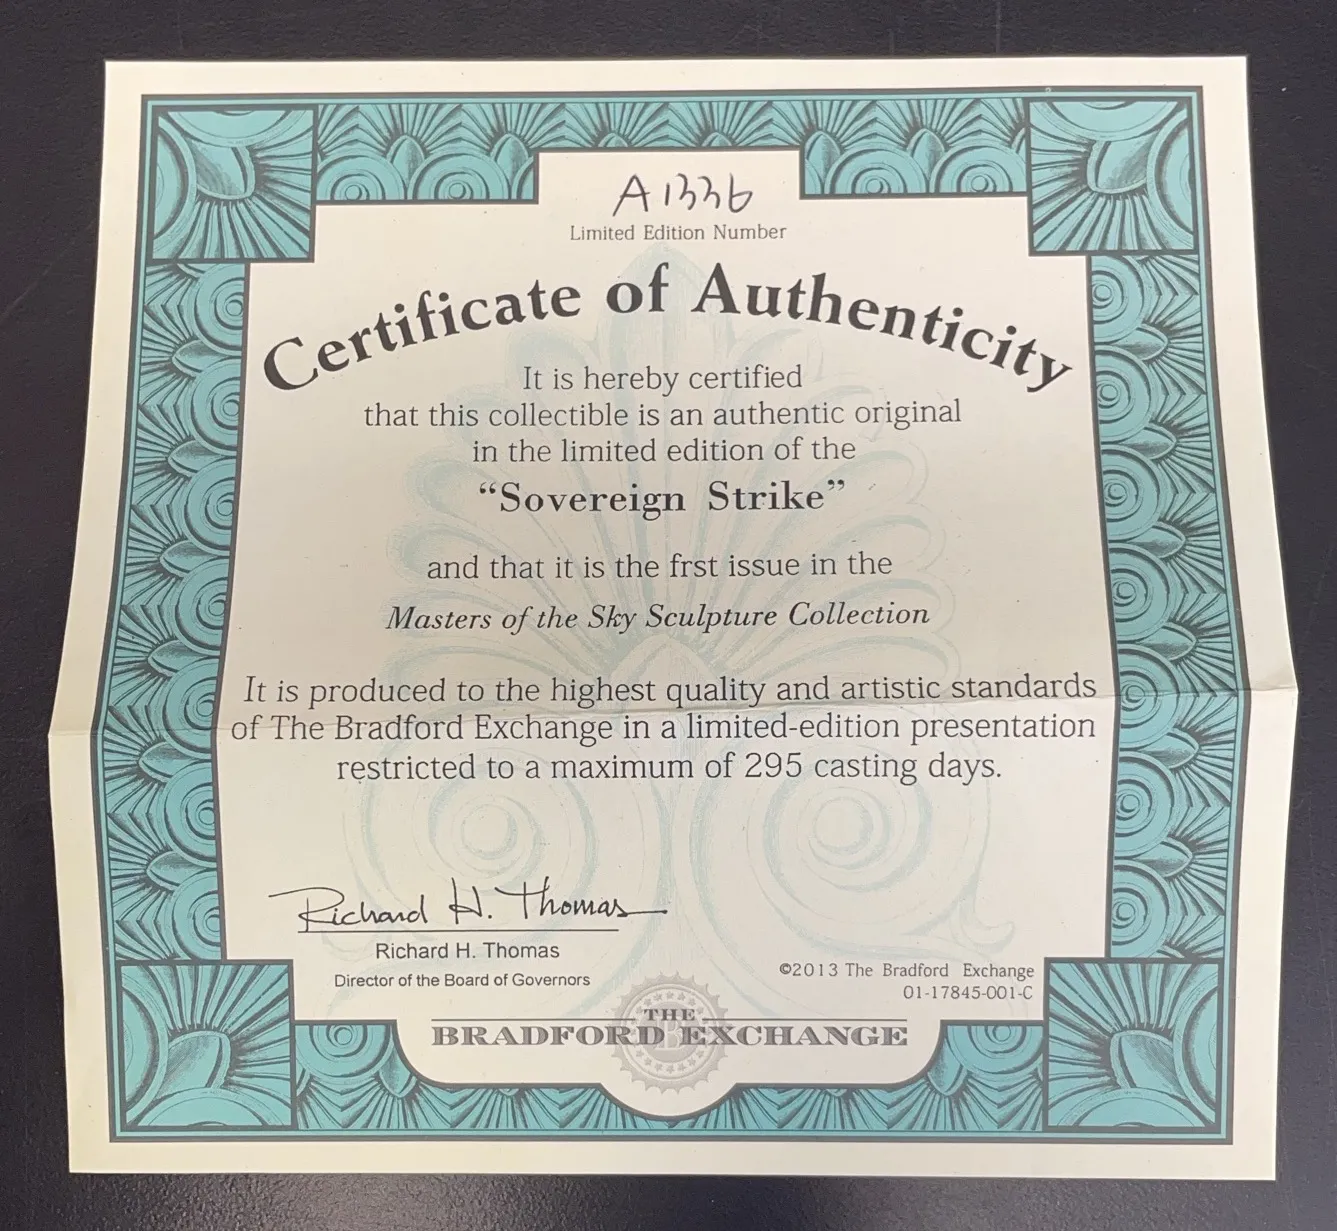 A1336
Limited Edition Number
Certificate of Authenticity
It is hereby certified
that this collectible is an authentic original
in the limited edition of the
“Sovereign Strike”
and that it is the frst issue in the
Masters of the Sky Sculpture Collection
It is produced to the highest quality and artistic standards
of The Bradford Exchange in a limited-edition presentation
restricted to a maximum of 295 casting days.
Richard H. Thomas
Richard H. Thomas
Director of the Board of Governors
©2013 The Bradford Exchange
01-17845-001-C
THE
BRADFORD EXCHANGE